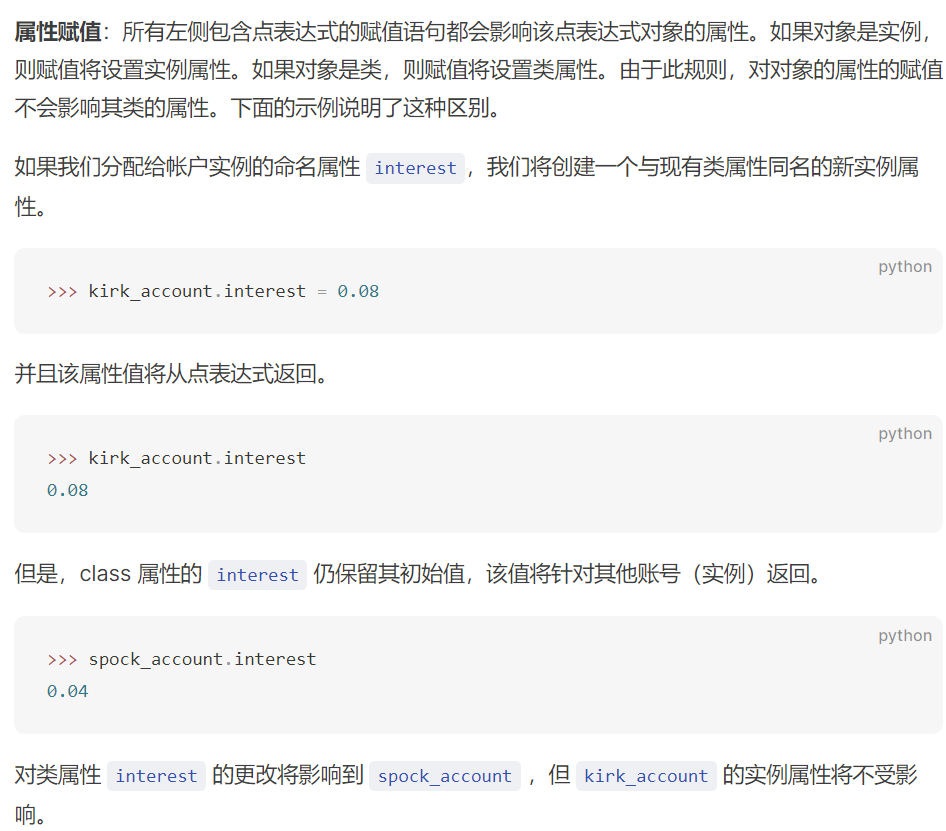 属性赋值：所有左侧包含点表达式的赋值语句都会影响该点表达式对象的属性。如果对象是实例，
则赋值将设置实例属性。如果对象是类，则赋值将设置类属性。由于此规则，对对象的属性的赋值
不会影响其类的属性。下面的示例说明了这种区别。
如果我们分配给帐户实例的命名属性 interest，我们将创建一个与现有类属性同名的新实例属
性。
python
>>> kirk_account.interest = 0.08
并且该属性值将从点表达式返回。
python
>>> kirk_account.interest
0.08
但是，class 属性的 interest 仍保留其初始值，该值将针对其他账号（实例）返回。
python
>>> spock_account.interest
0.04
对类属性 interest 的更改将影响到 spock_account ，但 kirk_account 的实例属性将不受影
响。